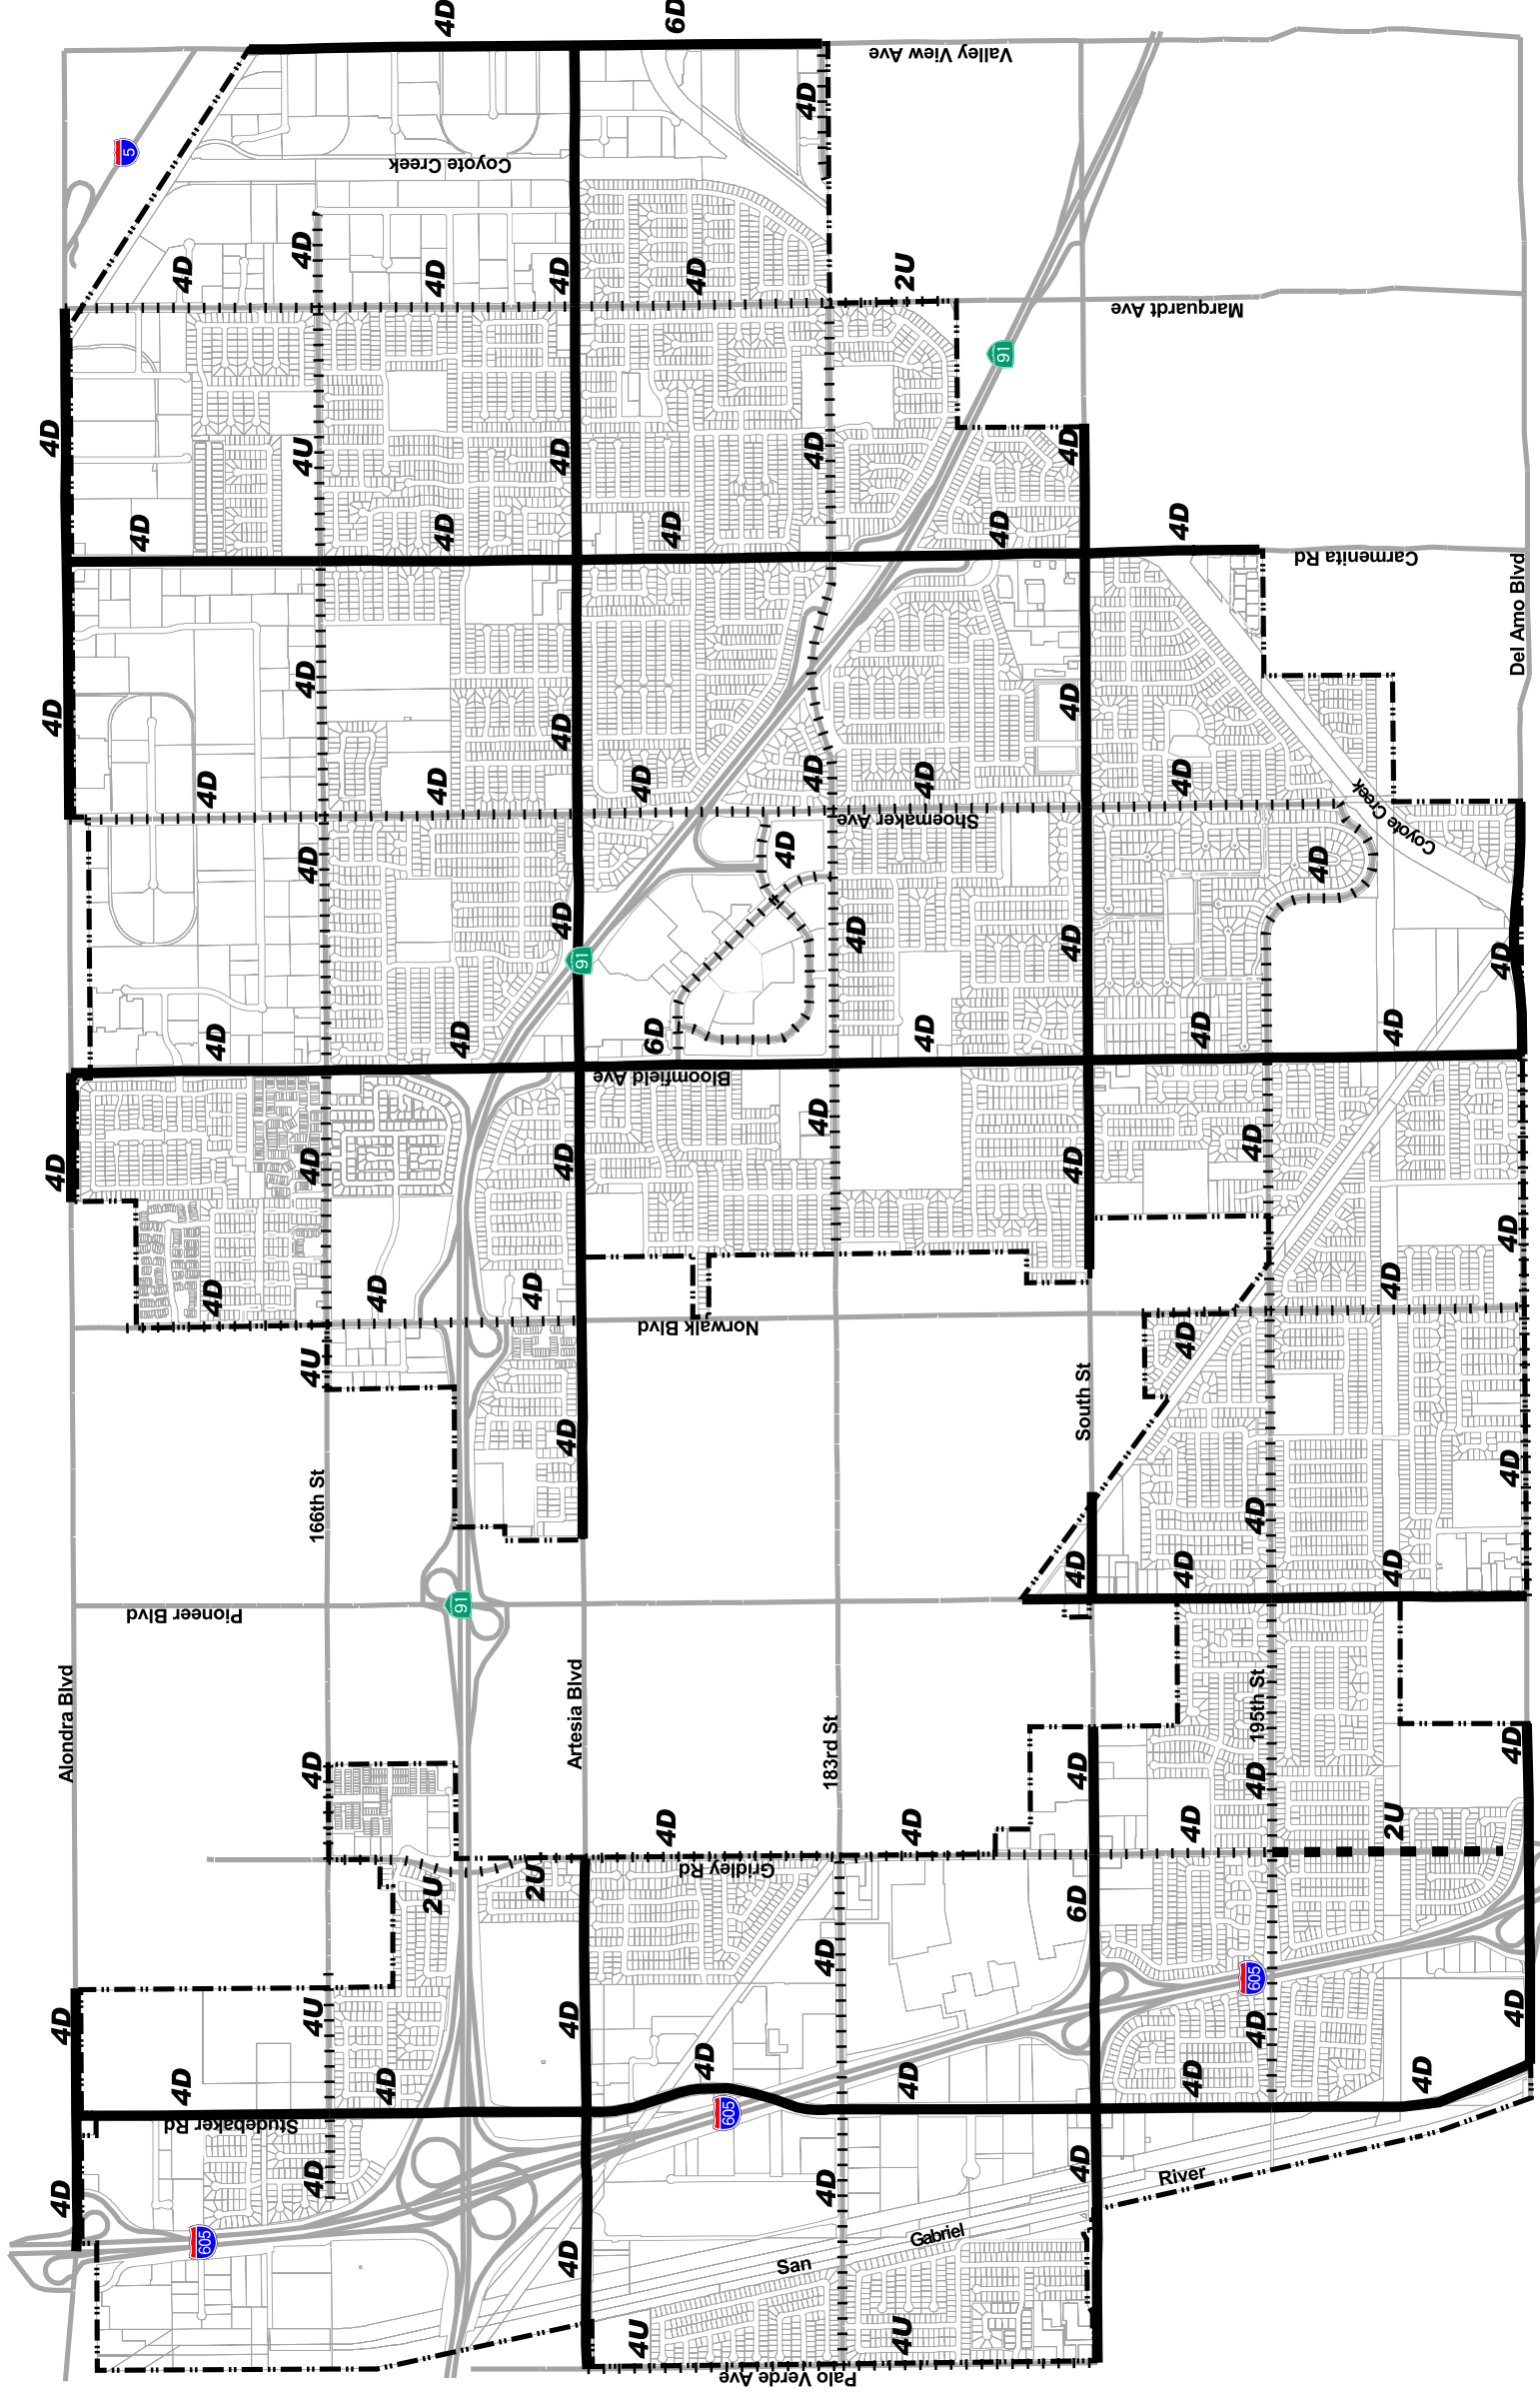 4D
6D
Valley View Ave
5
4D
Coyote Creek
4D
4D
4D
4D
4D
2U
Marquardt Ave
91
4D
4U
4D
4D
4D
4D
4D
4D
4D
4D
4D
Carmenita Rd
Del Amo Blvd
4D
4D
4D
4D
4D
4D
4D
4D
4D
4D
Shoemaker Ave
Coyote Creek
4D
4D
4D
4D
4D
4D
4D
91
4D
4D
6D
4D
4D
4D
Bloomfield Ave
4D
4D
4D
4D
4D
4D
4D
4D
4D
4D
4D
4D
Norwalk Blvd
4D
4U
South St
4D
4D
4D
166th St
4D
4D
4D
91
Pioneer Blvd
Alondra Blvd
Artesia Blvd
183rd St
195th St
4D
4D
4D
4D
4D
4D
4D
2U
Gridley Rd
2U
2U
6D
4D
605
4D
4U
4D
4D
4D
4D
4D
4D
4D
4D
4D
605
Studebaker Rd
4D
4D
4D
4D
River
605
Gabriel
San
4D
4U
4U
Palo Verde Ave